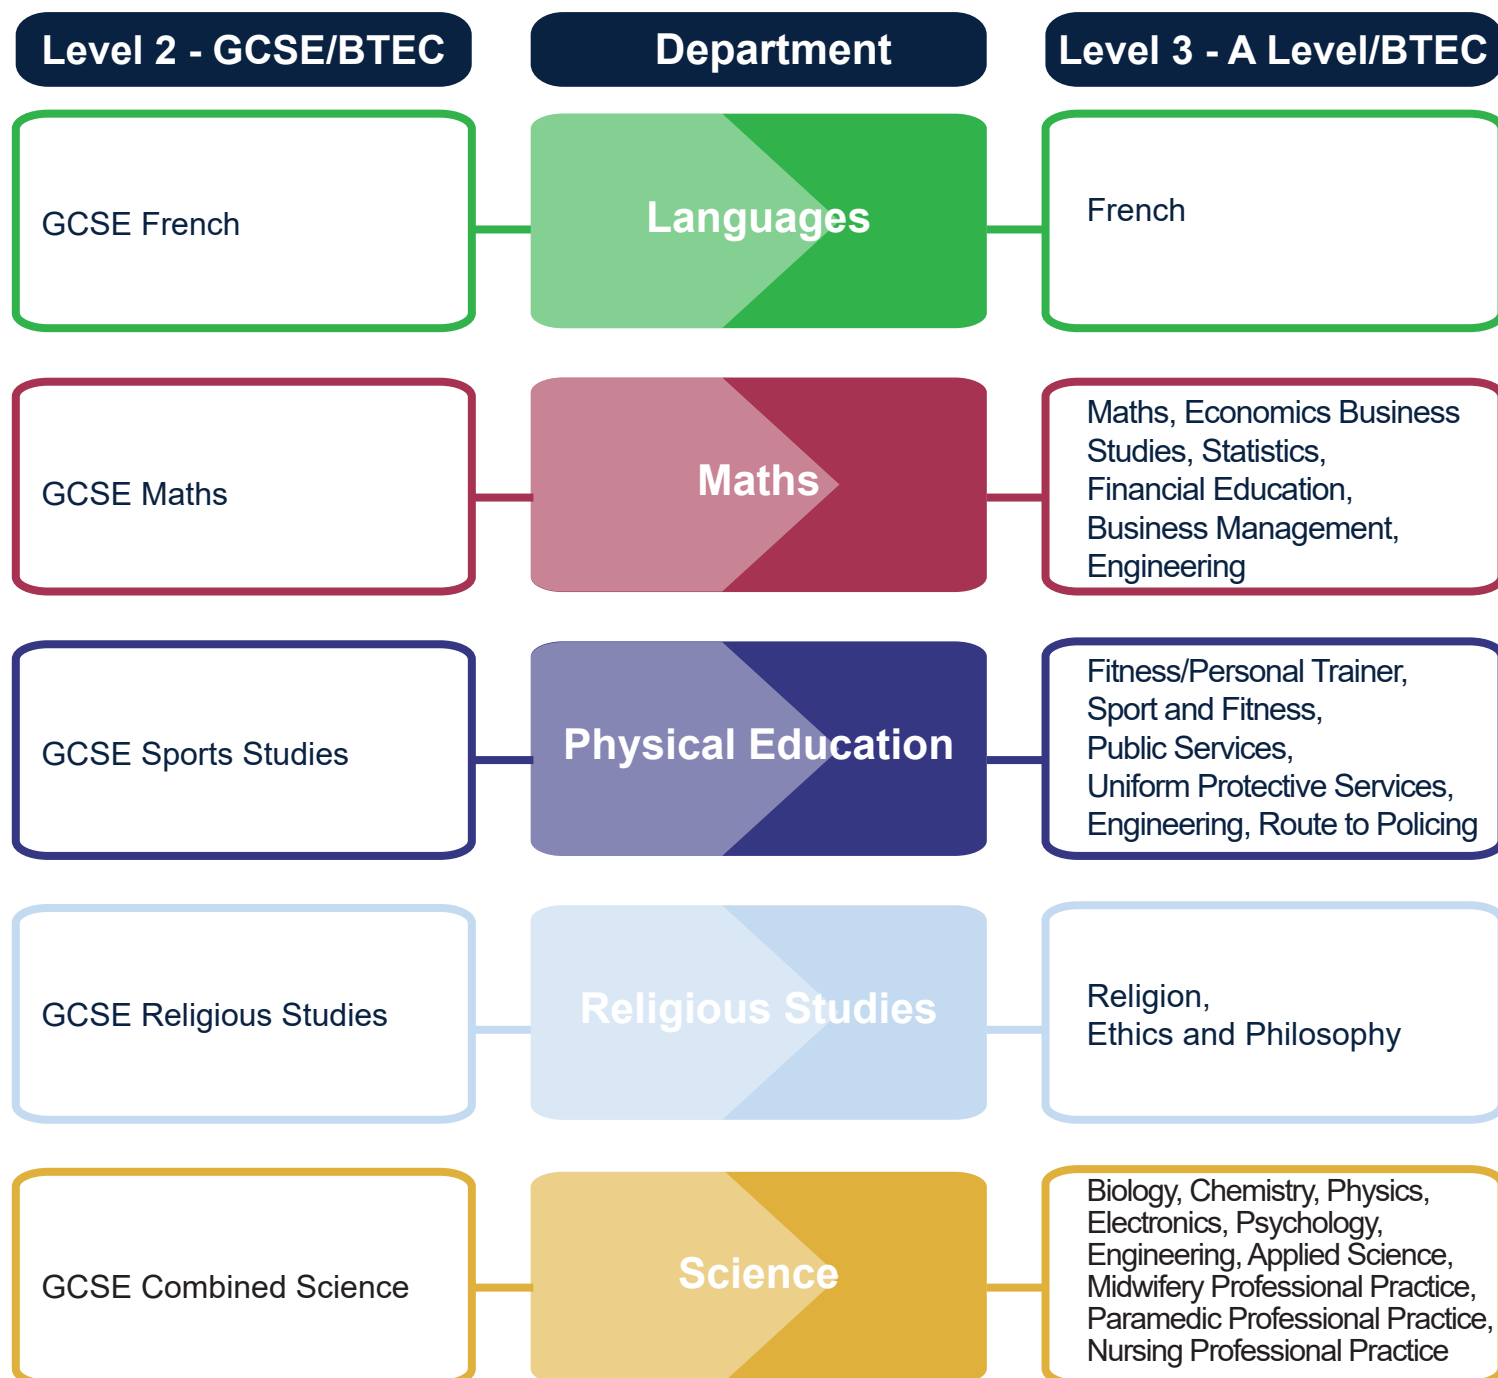 Level 2 - GCSE/BTEC
Department
Level 3 - A Level/BTEC
GCSE French
Languages
French
GCSE Maths
Maths
Maths, Economics Business
Studies, Statistics,
Financial Education,
Business Management,
Engineering
GCSE Sports Studies
Physical Education
Fitness/Personal Trainer,
Sport and Fitness,
Public Services,
Uniform Protective Services,
Engineering, Route to Policing
GCSE Religious Studies
Religious Studies
Religion,
Ethics and Philosophy
GCSE Combined Science
Science
Biology, Chemistry, Physics,
Electronics, Psychology,
Engineering, Applied Science,
Midwifery Professional Practice,
Paramedic Professional Practice,
Nursing Professional Practice